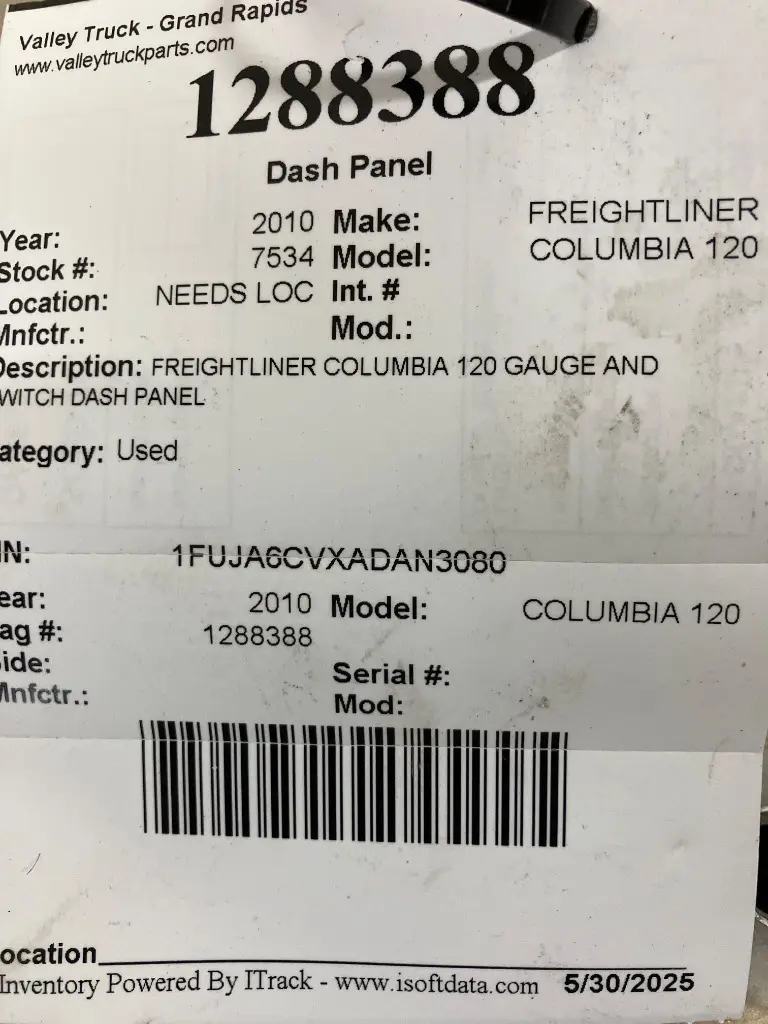 Valley Truck - Grand Rapids
www.valleytruckparts.com
1288388
Dash Panel
Year: 2010 Make: FREIGHTLINER
Stock #: 7534 Model: COLUMBIA 120
Location: NEEDS LOC Int. #
Mnfctr.: Mod.:
Description: FREIGHTLINER COLUMBIA 120 GAUGE AND
WITCH DASH PANEL
ategory: Used
IN: 1FUJA6CVXADAN3080
ear: 2010 Model: COLUMBIA 120
ag #: 1288388
ide: Serial #:
Mnfctr.: Mod:
ocation
Inventory Powered By ITrack - www.isoftdata.com 5/30/2025